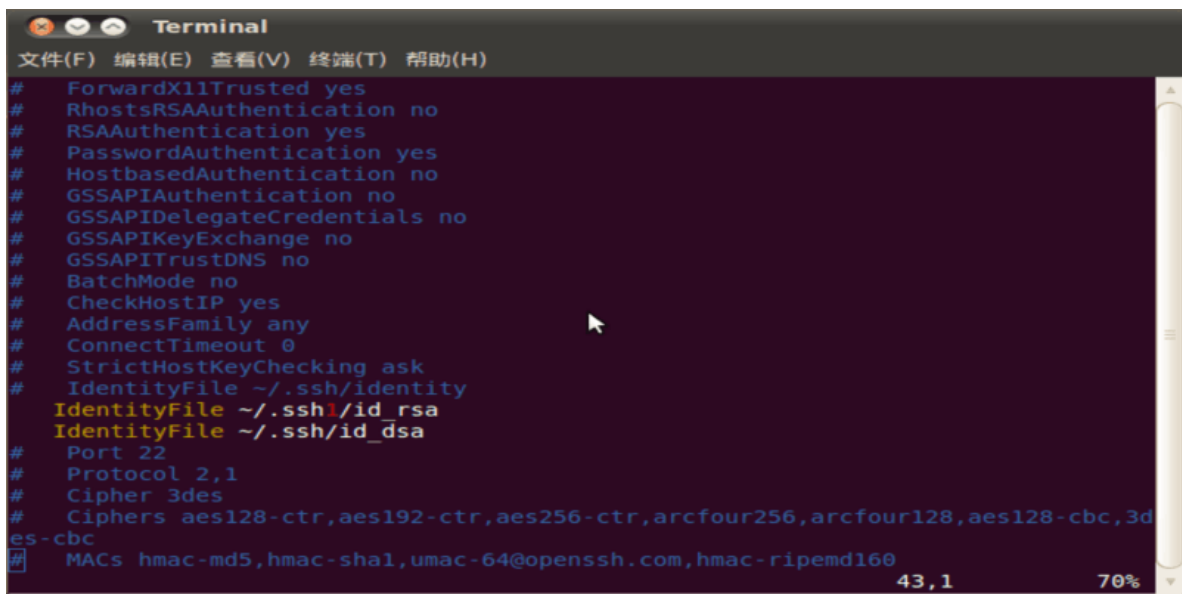 Terminal
文件(F) 编辑(E) 查看(V) 终端(T) 帮助(H)
#   ForwardX11Trusted yes
#   RhostsRSAAuthentication no
#   RSAAuthentication yes
#   PasswordAuthentication yes
#   HostbasedAuthentication no
#   GSSAPIAuthentication no
#   GSSAPIDelegateCredentials no
#   GSSAPIKeyExchange no
#   GSSAPITrustDNS no
#   BatchMode no
#   CheckHostIP yes
#   AddressFamily any
#   ConnectTimeout 0
#   StrictHostKeyChecking ask
#   IdentityFile ~/.ssh/identity
   IdentityFile ~/.ssh1/id_rsa
   IdentityFile ~/.ssh/id_dsa
#   Port 22
#   Protocol 2,1
#   Cipher 3des
#   Ciphers aes128-ctr,aes192-ctr,aes256-ctr,arcfour256,arcfour128,aes128-cbc,3d
es-cbc
#   MACs hmac-md5,hmac-sha1,umac-64@openssh.com,hmac-ripemd160
43,1 70%